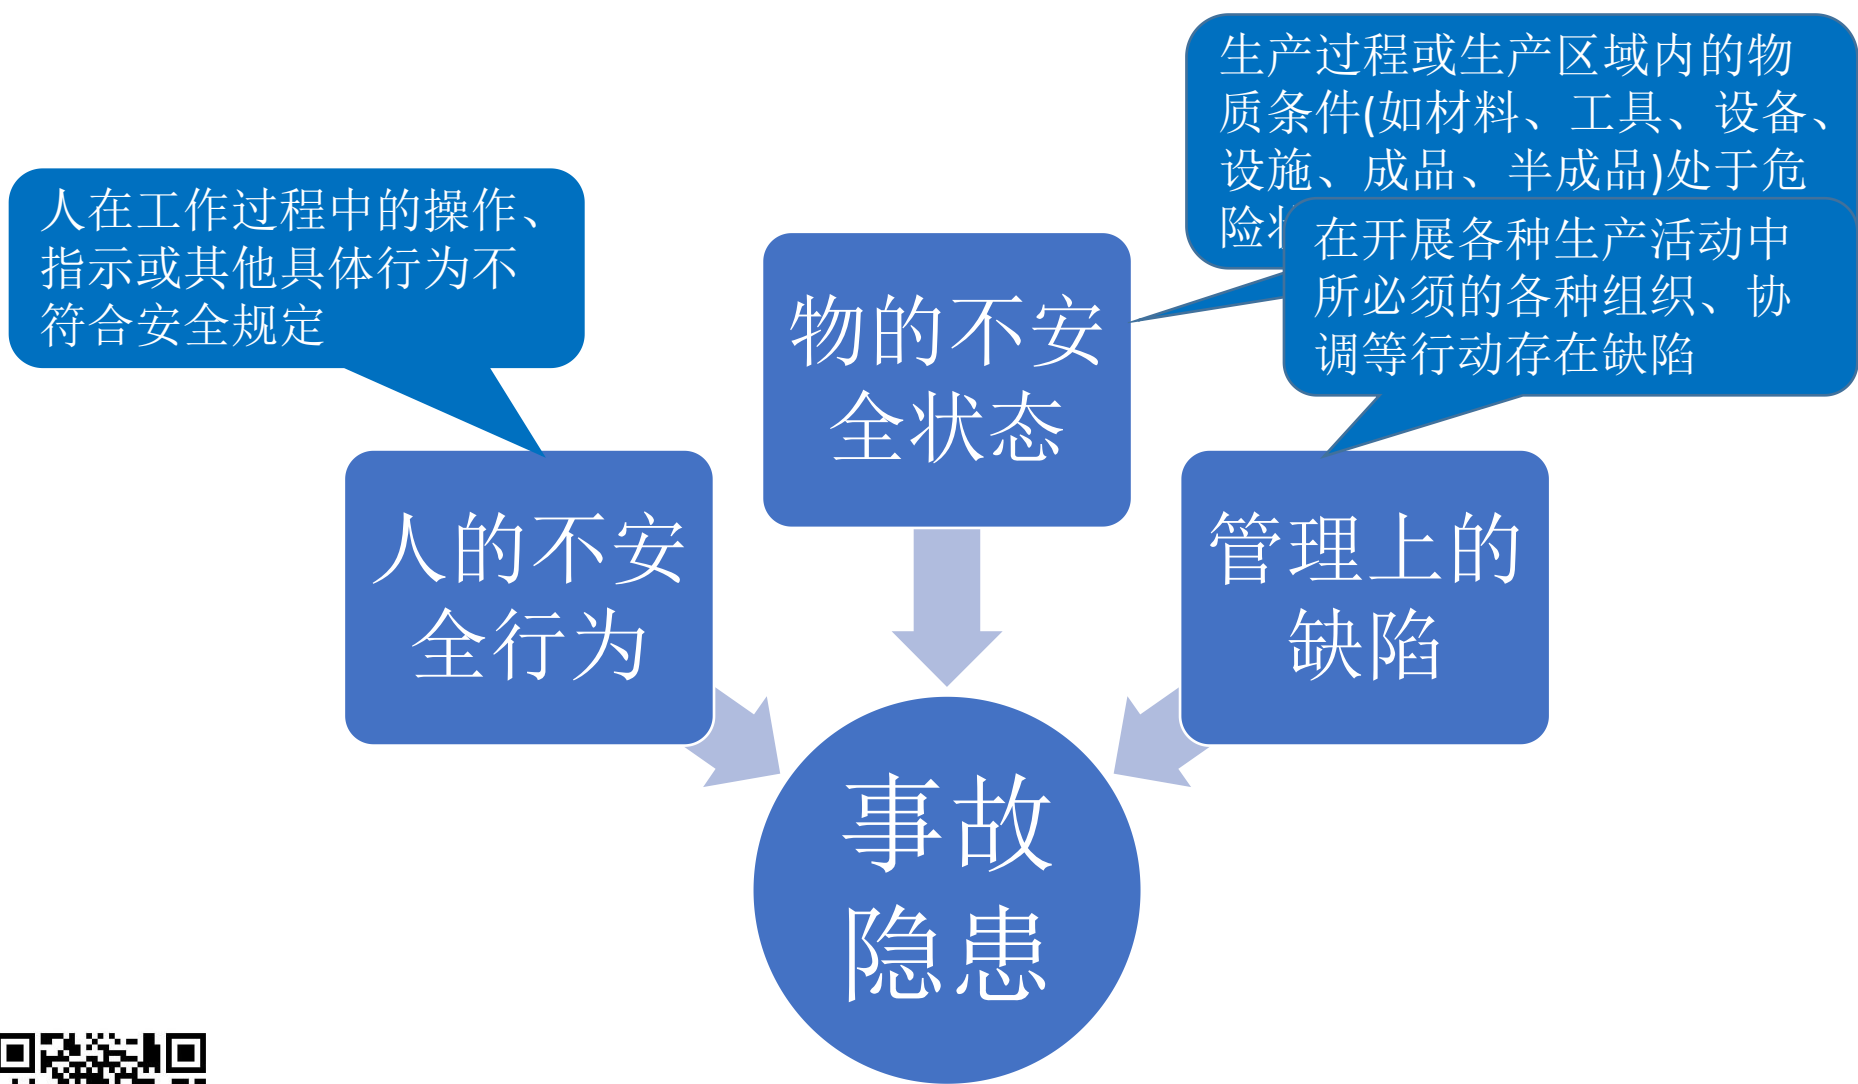 生产过程或生产区域内的物
质条件(如材料、工具、设备、
设施、成品、半成品)处于危
险
人在工作过程中的操作、
指示或其他具体行为不
符合安全规定
在开展各种生产活动中
所必须的各种组织、协
调等行动存在缺陷
物的不安
全状态
人的不安
全行为
管理上的
缺陷
事故
隐患